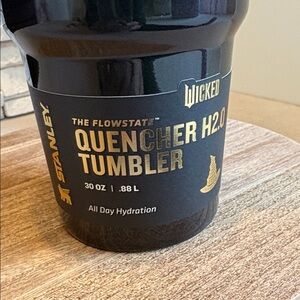 WICKED
STANLEY
THE FLOWSTATE™
QUENCHER H2.0
TUMBLER
30 OZ | .88 L
All Day Hydration